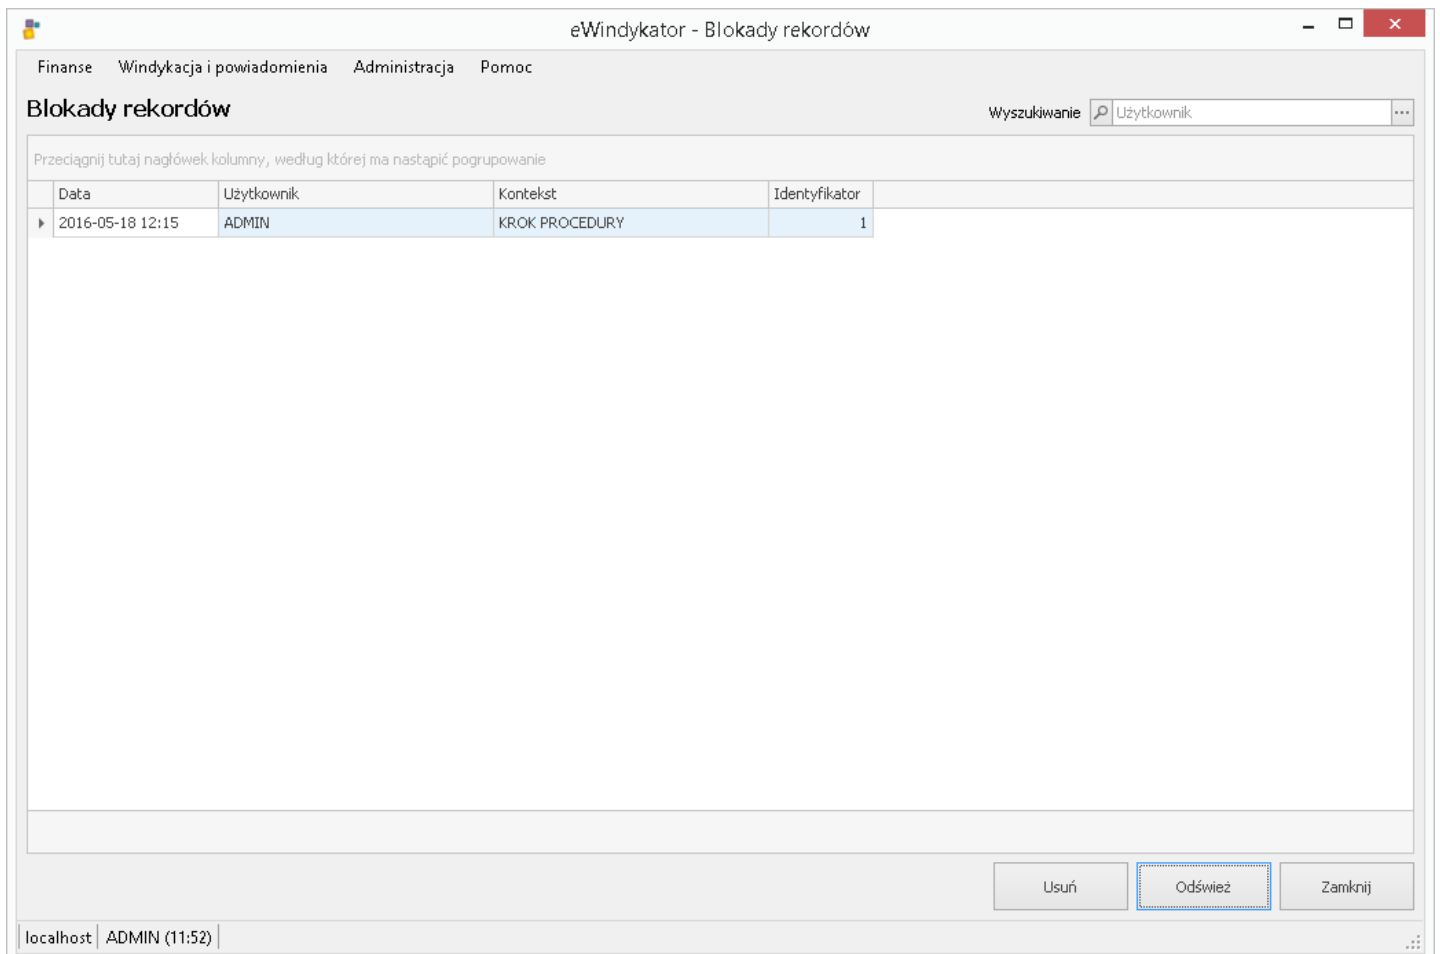 eWindykator - Blokady rekordów
Finanse Windykacja i powiadomienia Administracja Pomoc
Blokady rekordów
Wyszukiwanie Użytkownik ...
Przeciągnij tutaj nagłówek kolumny, według której ma nastąpić pogrupowanie
Data Użytkownik Kontekst Identyfikator
2016-05-18 12:15 ADMIN KROK PROCEDURY 1
Usuń Odśwież Zamknij
localhost ADMIN (11:52)